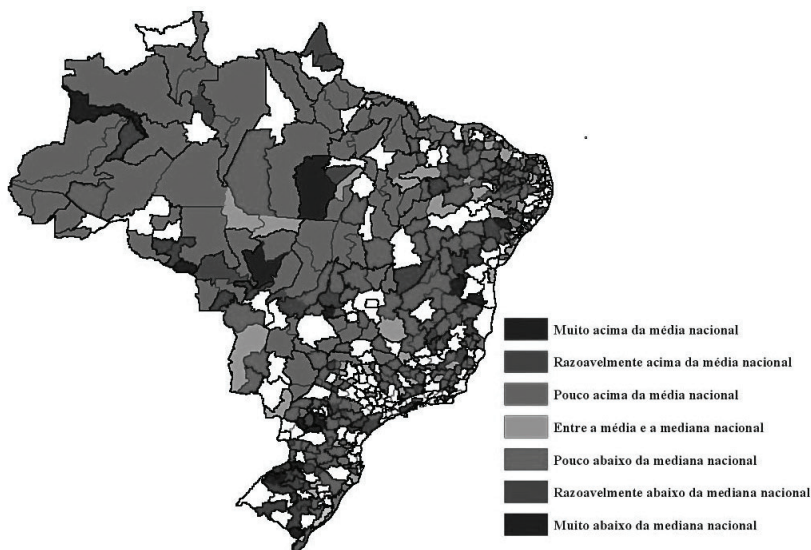 Muito acima da média nacional
Razoavelmente acima da média nacional
Pouco acima da média nacional
Entre a média e a mediana nacional
Pouco abaixo da mediana nacional
Razoavelmente abaixo da mediana nacional
Muito abaixo da mediana nacional